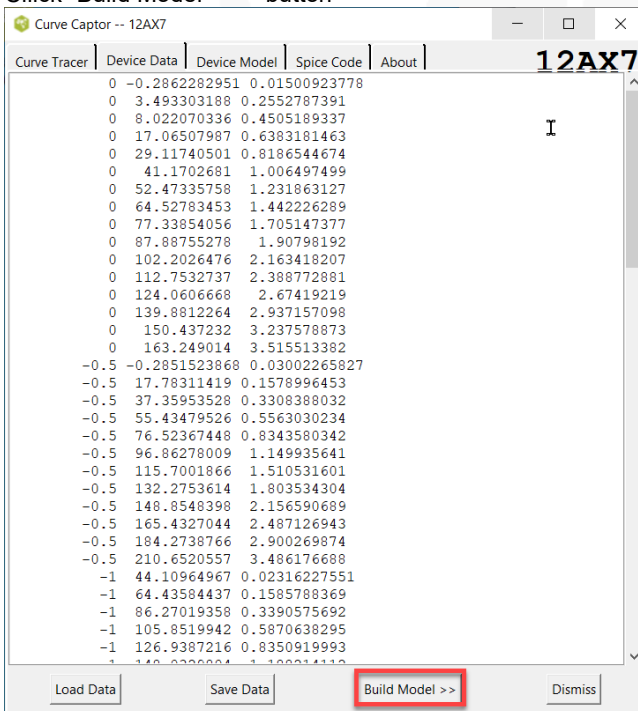 Curve Captor -- 12AX7
Curve Tracer Device Data Device Model Spice Code About 12AX7
0 -0.2862282951 0.01500923778
0 3.493303188 0.2552787391
0 8.022070336 0.4505189337
0 17.06507987 0.6383181463
0 29.11740501 0.8186544674
0 41.1702681 1.006497499
0 52.47335758 1.231863127
0 64.52783453 1.442226289
0 77.33854056 1.705147377
0 87.88755278 1.90798192
0 102.2026476 2.163418207
0 112.7532737 2.388772881
0 124.0606668 2.67419219
0 139.8812264 2.937157098
0 150.437232 3.237578873
0 163.249014 3.515513382
-0.5 -0.2851523868 0.03002265827
-0.5 17.78311419 0.1578996453
-0.5 37.35953528 0.3308388032
-0.5 55.43479526 0.5563030234
-0.5 76.52367448 0.8343580342
-0.5 96.86278009 1.149935641
-0.5 115.7001866 1.510531601
-0.5 132.2753614 1.803534304
-0.5 148.8548398 2.156590689
-0.5 165.4327044 2.487126943
-0.5 184.2738766 2.900269874
-0.5 210.6520557 3.486176688
-1 44.10964967 0.02316227551
-1 64.43584437 0.1585788369
-1 86.27019358 0.3390575692
-1 105.8519942 0.5870638295
-1 126.9387216 0.8350919993
Load Data Save Data Build Model >> Dismiss